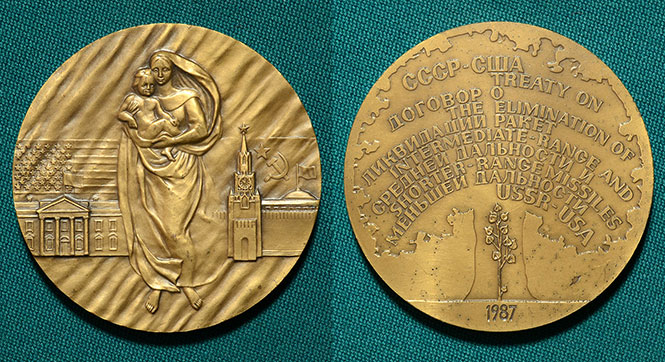 СССР-США
TREATY ON
ДОГОВОР О
THE ELIMINATION OF
ЛИКВИДАЦИИ РАКЕТ
INTERMEDIATE-RANGE AND
СРЕДНЕЙ ДАЛЬНОСТИ И
SHORTER-RANGE MISSILES
МЕНЬШЕЙ ДАЛЬНОСТИ
USSR-USA
1987